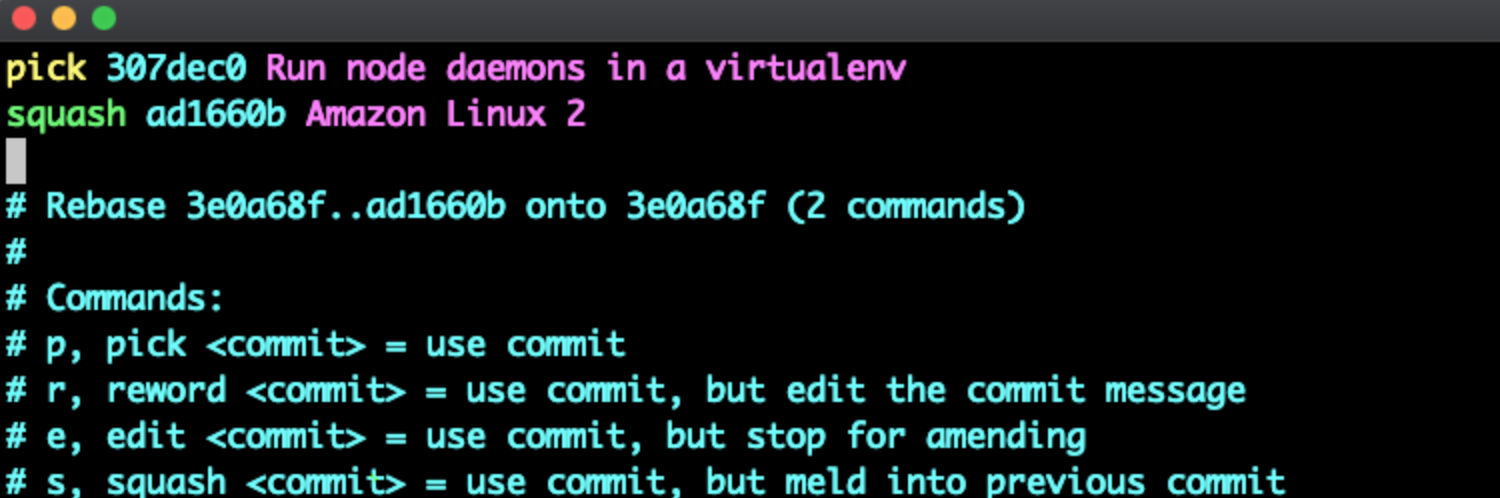 pick 307dec0 Run node daemons in a virtualenv
squash ad1660b Amazon Linux 2
# Rebase 3e0a68f..ad1660b onto 3e0a68f (2 commands)
#
# Commands:
# p, pick <commit> = use commit
# r, reword <commit> = use commit, but edit the commit message
# e, edit <commit> = use commit, but stop for amending
# s, squash <commit> = use commit, but meld into previous commit